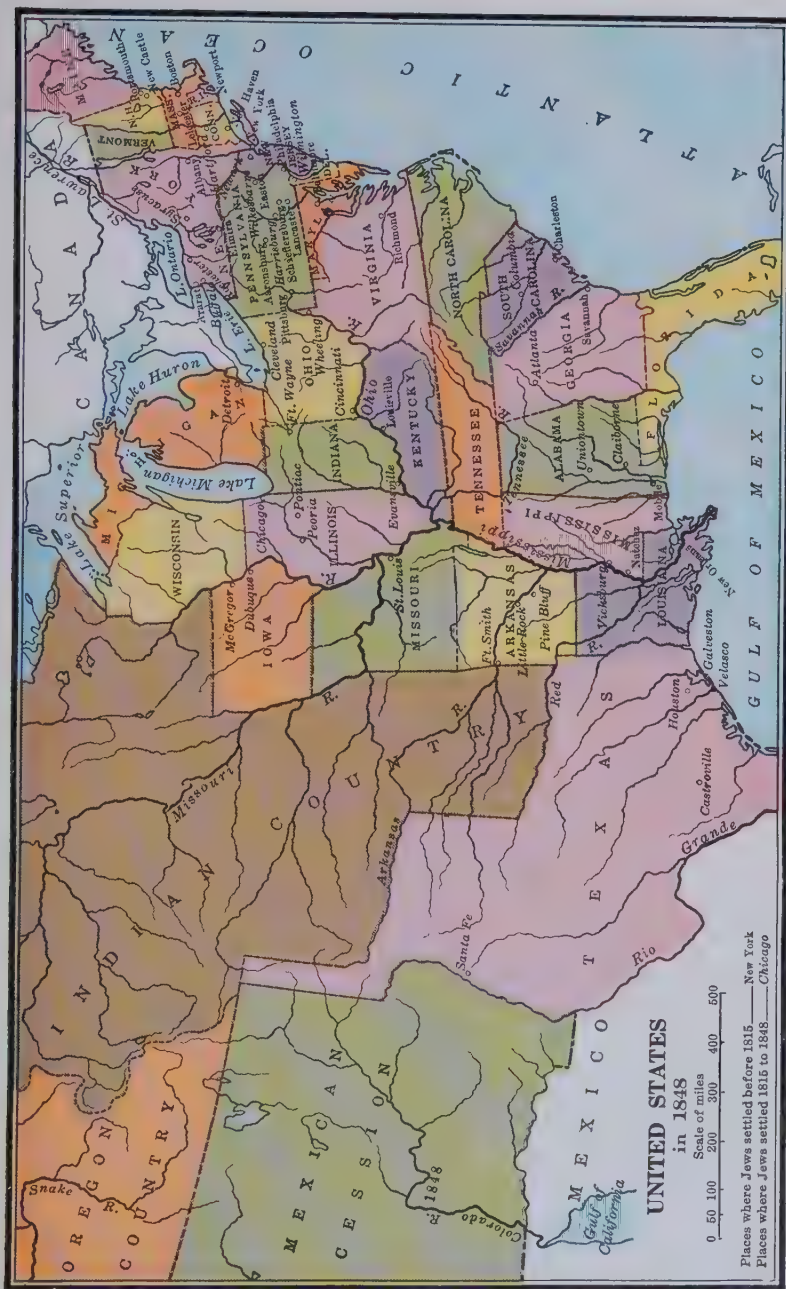 UNITED STATES
in 1848
Scale of miles
0 50 100 200 300 400 500
Places where Jews settled before 1815 New York
Places where Jews settled 1815 to 1848 Chicago
OREGON
COUNTRY
Snake
R.
INDIAN COUNTRY
Missouri
R.
MEXICAN
CESSION
1848
Colorado
R.
Gulf of
California
MEXICO
Arkansas
R.
Santa Fe
TEXAS
Rio
Grande
Red
R.
Castroville
Houston
Galveston
Velasco
CANADA
Lake Superior
Lake Michigan
Lake Huron
L. Erie
L. Ontario
St. Lawrence
WISCONSIN
McGregor
Dubuque
IOWA
Detroit
Chicago
Pontiac
Peoria
ILLINOIS
INDIANA
Ft. Wayne
Evansville
St. Louis
MISSOURI
Cleveland
OHIO
Wheeling
Cincinnati
Ohio
R.
Louisville
KENTUCKY
TENNESSEE
Tennessee
R.
Ft. Smith
ARKANSAS
Little Rock
Pine Bluff
Vicksburg
LOUISIANA
Natchez
New Orleans
Mississippi
MISSISSIPPI
Mobile
ALABAMA
Uniontown
Claiborne
GEORGIA
Atlanta
Savannah
Savannah
R.
SOUTH
CAROLINA
Columbia
Charleston
NORTH CAROLINA
VIRGINIA
Richmond
FLORIDA
PENNSYLVANIA
Pittsburg
Aaronsburg
Wilkesbarre
Easton
Harrisburg
Schaeffersburg
Lancaster
Philadelphia
Wilmington
Elmira
Syracuse
Albany
Hartford
VERMONT
N.H.
MASS.
CONN.
Portsmouth
New Castle
Boston
Newport
Haven
New York
ATLANTIC
OCEAN
GULF OF MEXICO